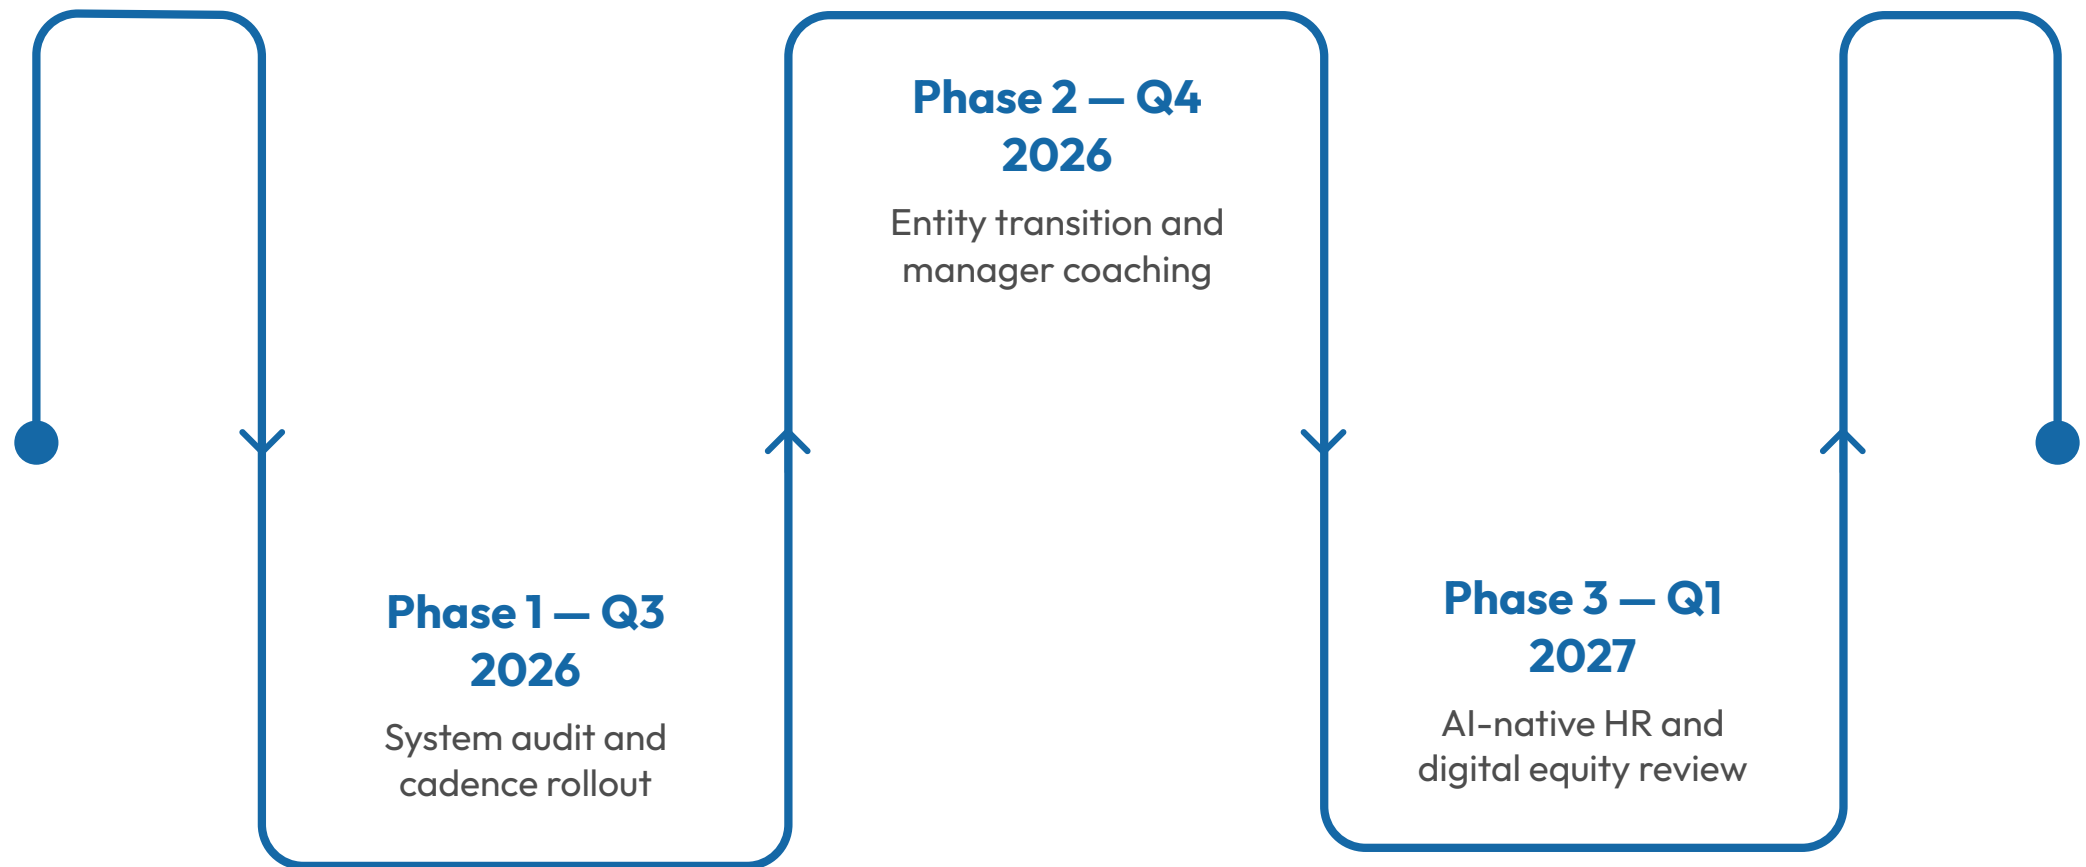 Phase 1 — Q3
2026
System audit and
cadence rollout
Phase 2 — Q4
2026
Entity transition and
manager coaching
Phase 3 — Q1
2027
AI-native HR and
digital equity review